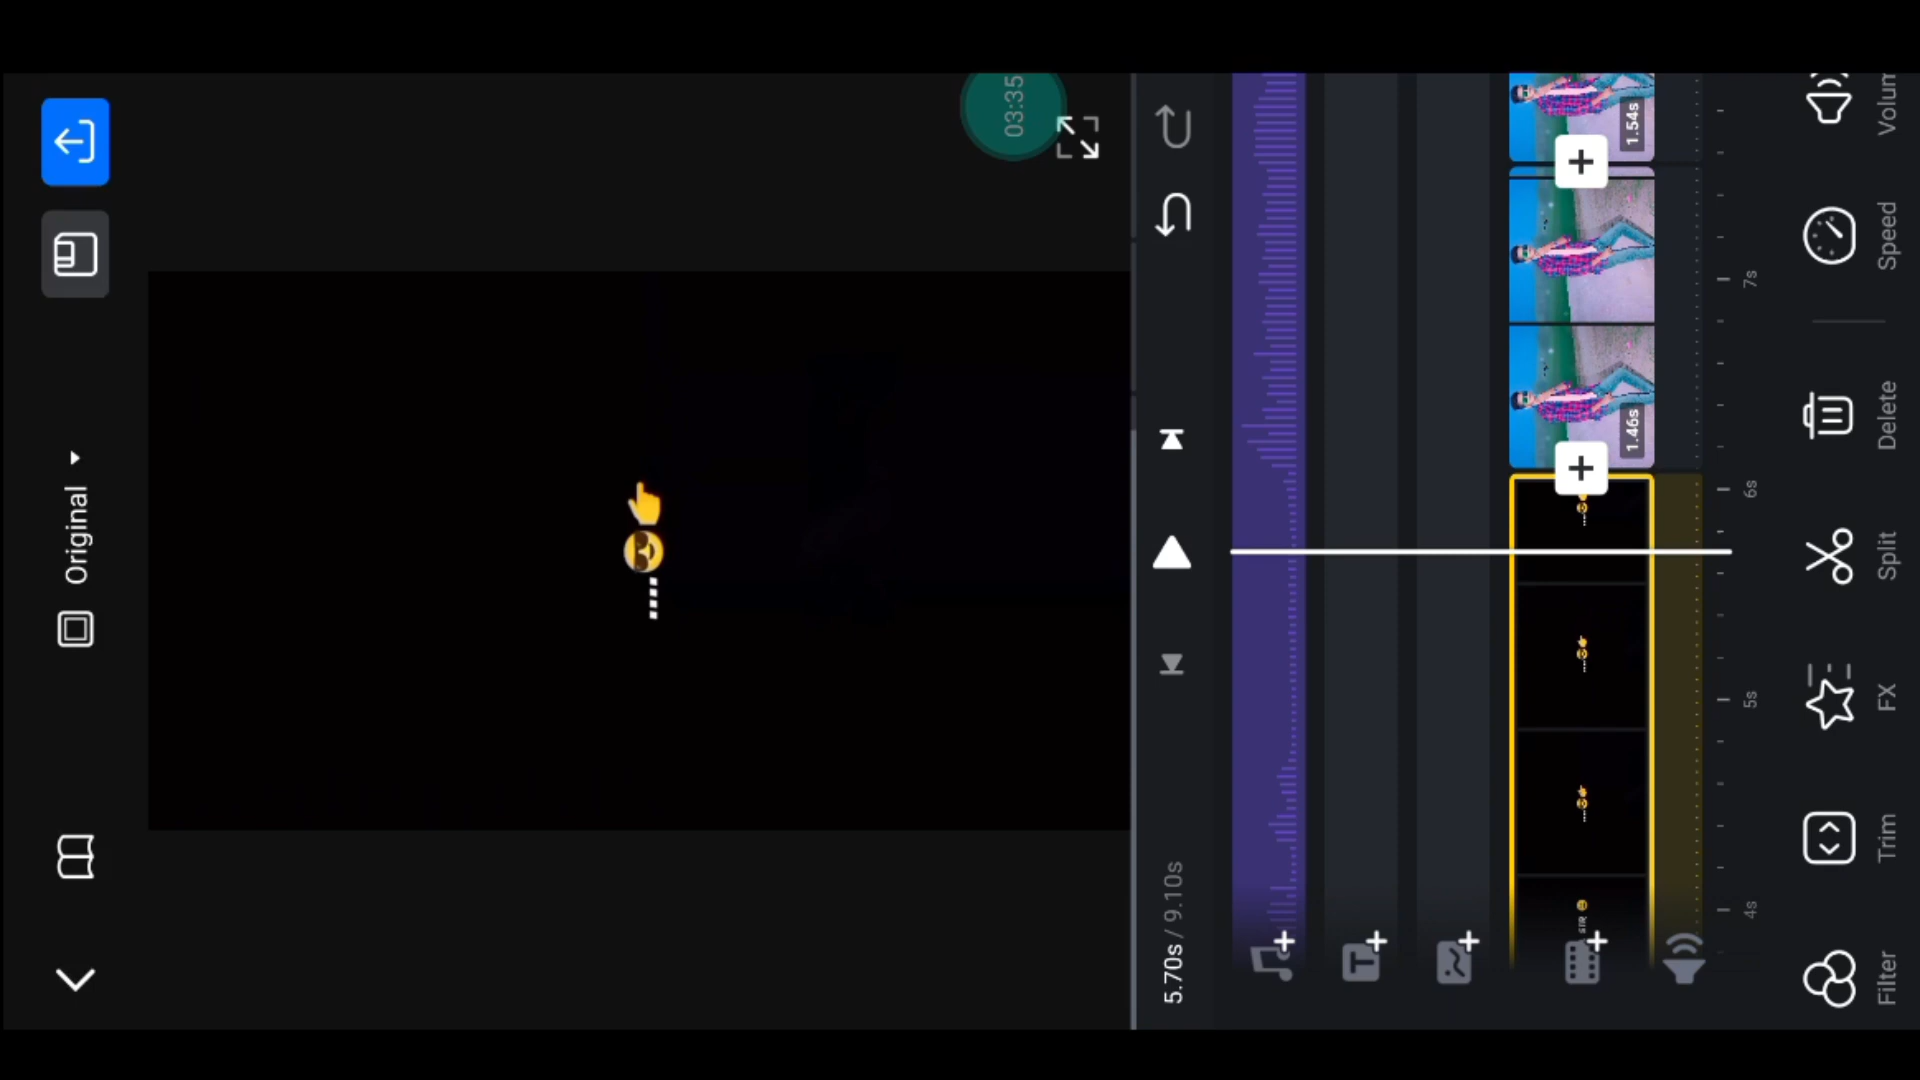 Original
03:35
5.70s / 9.10s
1.54s
1.46s
4s
5s
6s
7s
Filter
Trim
FX
Split
Delete
Speed
Volum
STR